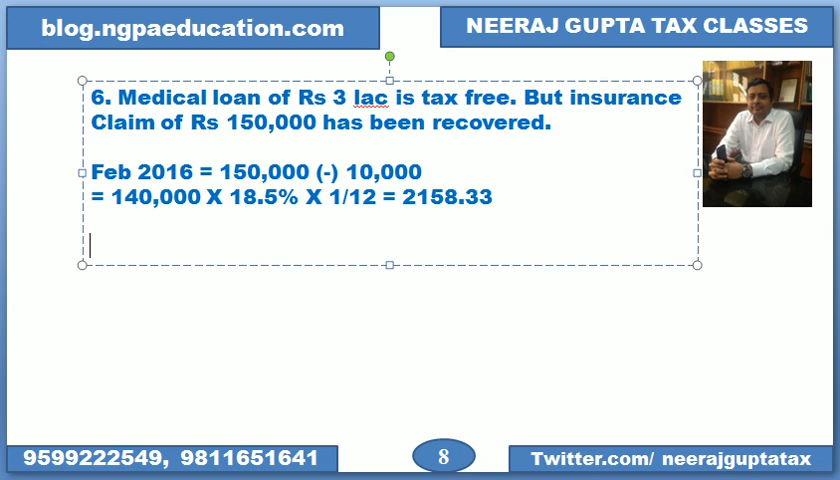 blog.ngpaeducation.com
NEERAJ GUPTA TAX CLASSES
6. Medical loan of Rs 3 lac is tax free. But insurance
Claim of Rs 150,000 has been recovered.
Feb 2016 = 150,000 (-) 10,000
= 140,000 X 18.5% X 1/12 = 2158.33
9599222549, 9811651641
8
Twitter.com/ neerajguptatax